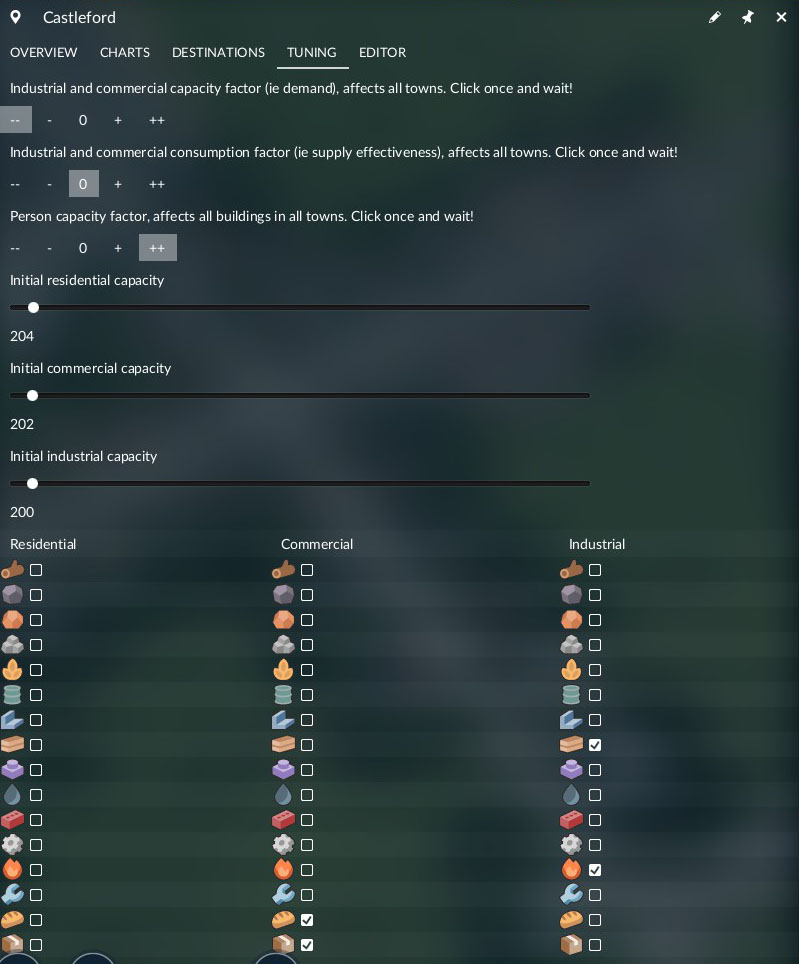 Castleford
OVERVIEW CHARTS DESTINATIONS TUNING EDITOR
Industrial and commercial capacity factor (ie demand), affects all towns. Click once and wait!
-- - 0 + ++
Industrial and commercial consumption factor (ie supply effectiveness), affects all towns. Click once and wait!
-- - 0 + ++
Person capacity factor, affects all buildings in all towns. Click once and wait!
-- - 0 + ++
Initial residential capacity
204
Initial commercial capacity
202
Initial industrial capacity
200
Residential Commercial Industrial